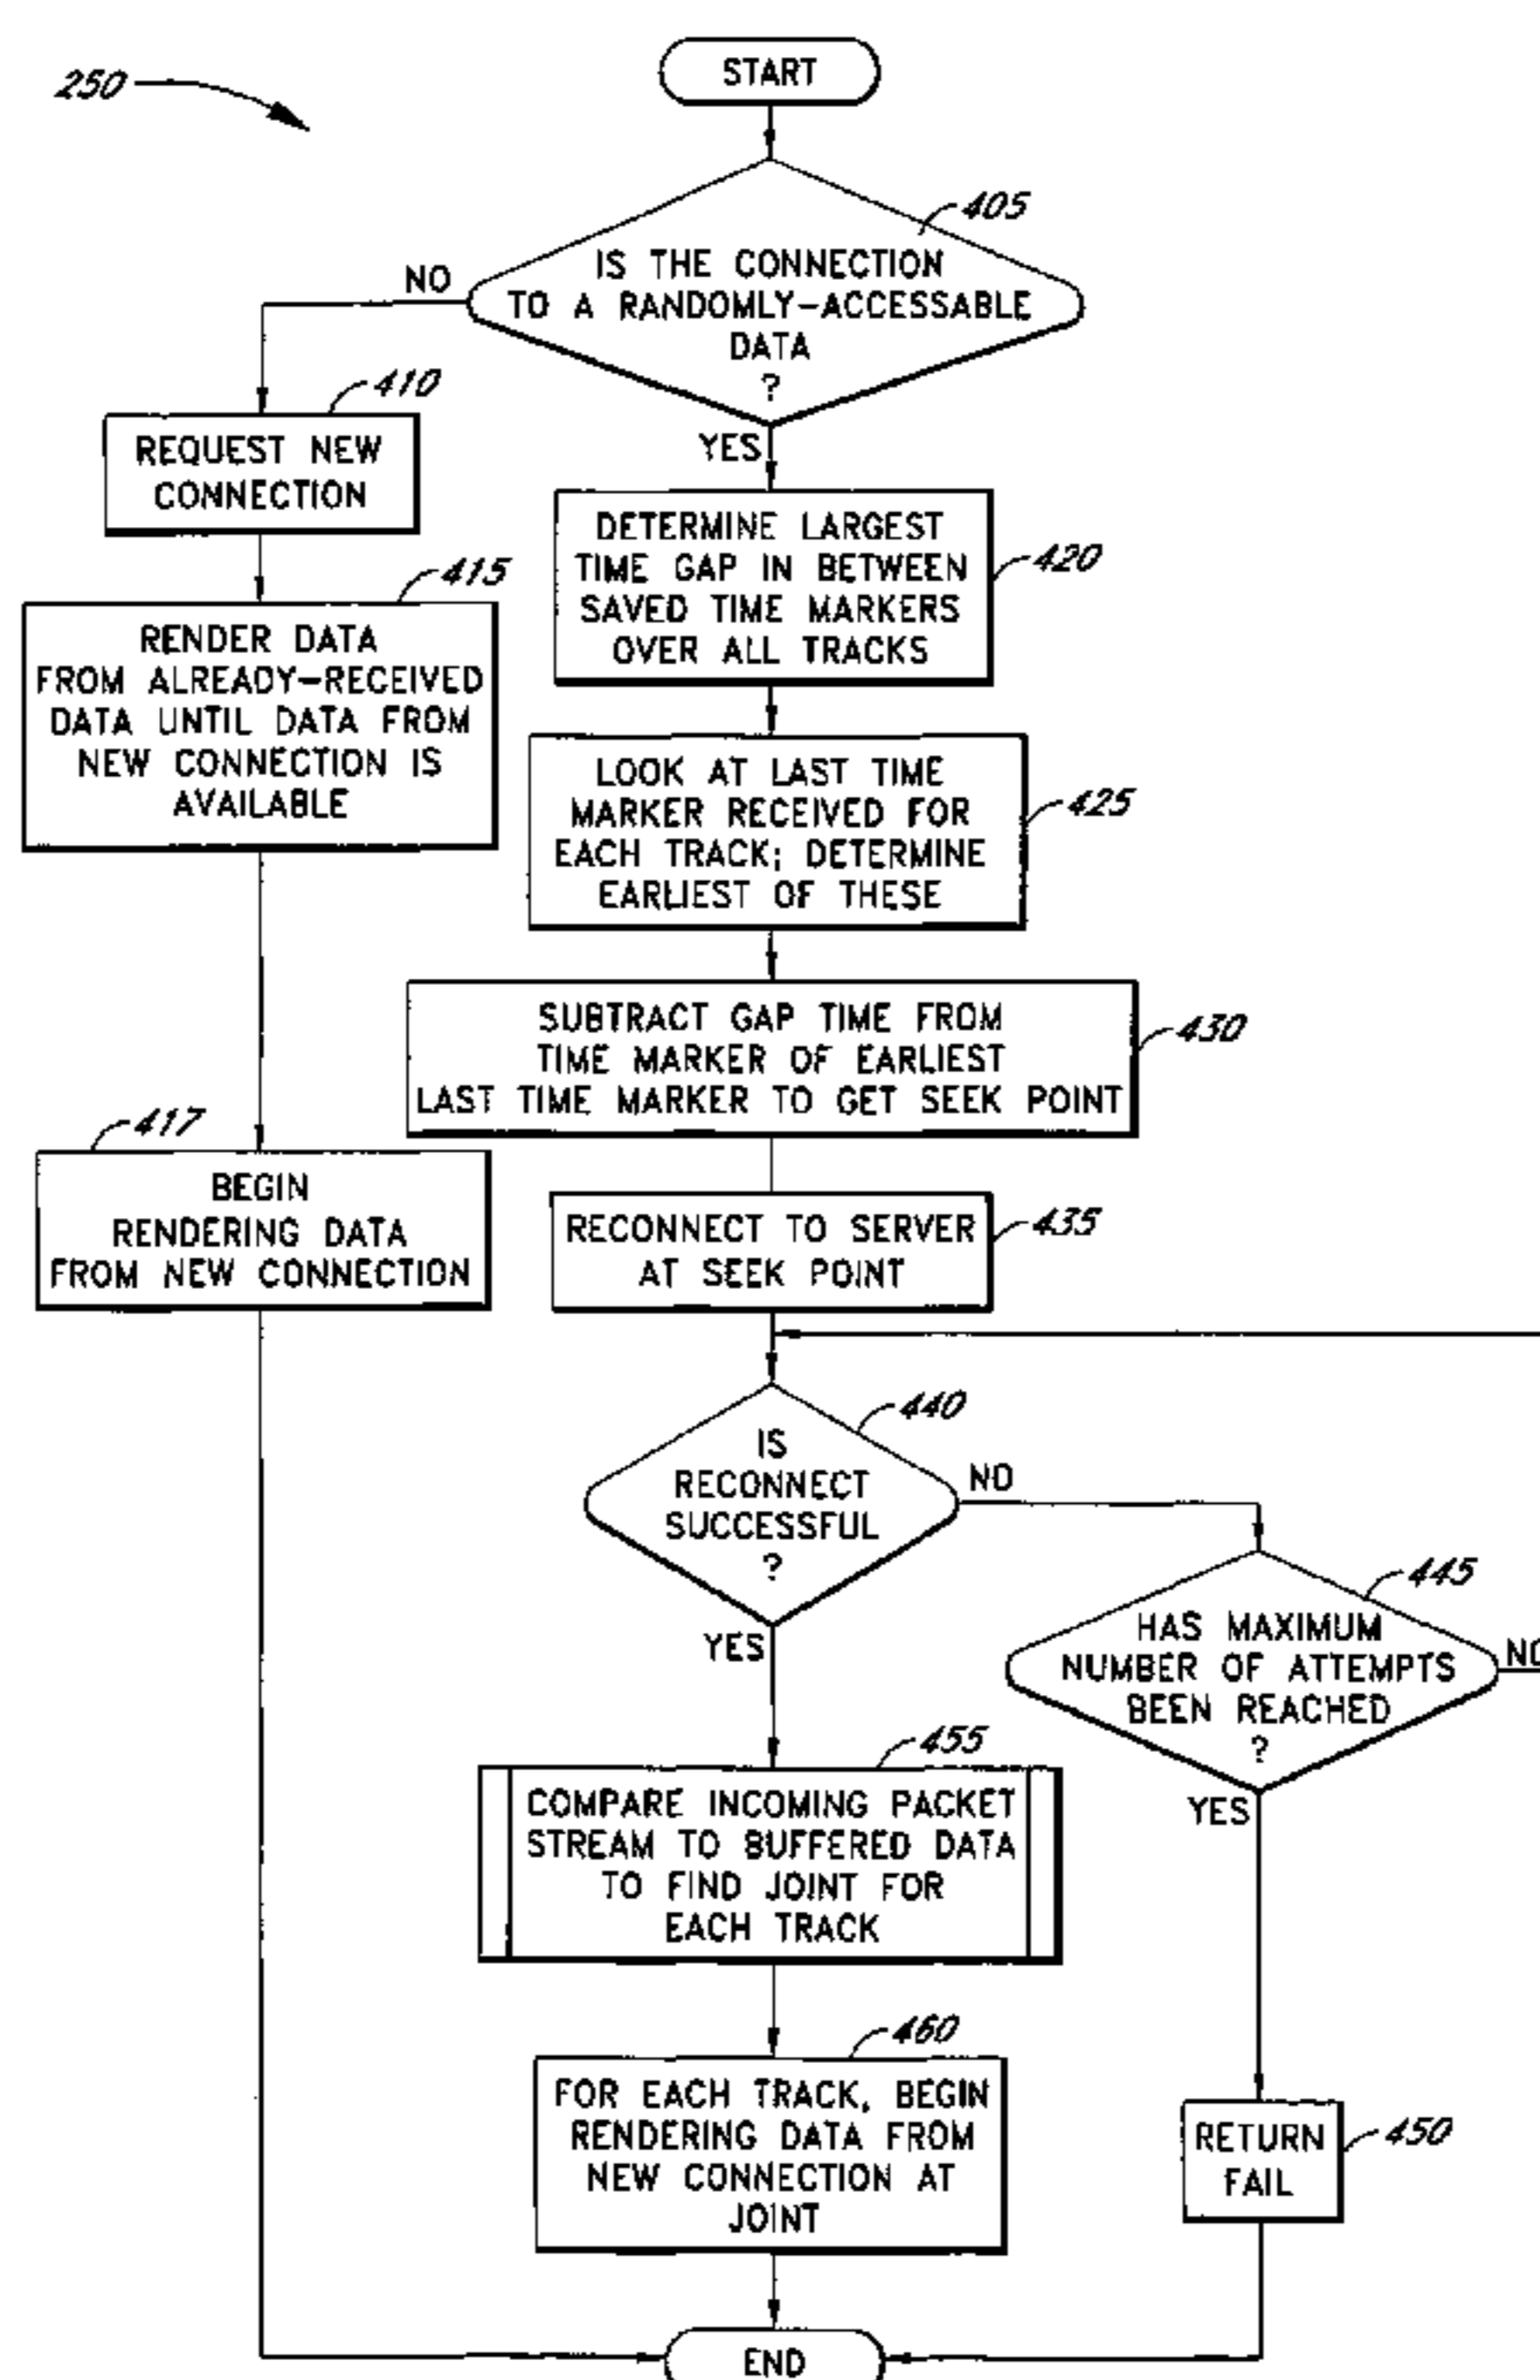 250
START
405
IS THE CONNECTION
TO A RANDOMLY-ACCESSABLE
DATA
?
NO
YES
410
REQUEST NEW
CONNECTION
415
RENDER DATA
FROM ALREADY-RECEIVED
DATA UNTIL DATA FROM
NEW CONNECTION IS
AVAILABLE
417
BEGIN
RENDERING DATA
FROM NEW CONNECTION
DETERMINE LARGEST
TIME GAP IN BETWEEN
SAVED TIME MARKERS
OVER ALL TRACKS
420
LOOK AT LAST TIME
MARKER RECEIVED FOR
EACH TRACK; DETERMINE
EARLIEST OF THESE
425
SUBTRACT GAP TIME FROM
TIME MARKER OF EARLIEST
LAST TIME MARKER TO GET SEEK POINT
430
RECONNECT TO SERVER
AT SEEK POINT
435
440
IS
RECONNECT
SUCCESSFUL
?
NO
YES
445
HAS MAXIMUM
NUMBER OF ATTEMPTS
BEEN REACHED
?
NO
YES
455
COMPARE INCOMING PACKET
STREAM TO BUFFERED DATA
TO FIND JOINT FOR
EACH TRACK
460
FOR EACH TRACK, BEGIN
RENDERING DATA FROM
NEW CONNECTION AT
JOINT
RETURN
FAIL
450
END